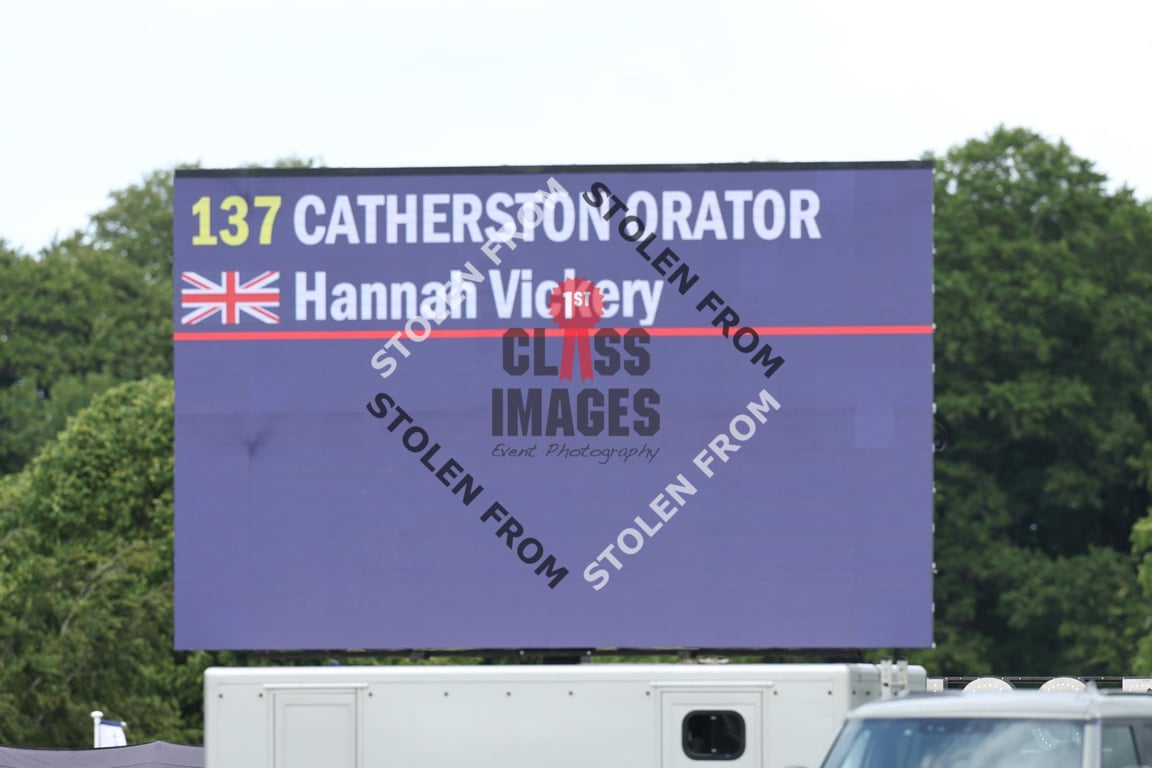 137 CATHERSTON ORATOR
Hannah Vickery
STOLEN FROM
STOLEN FROM
1ST
CLASS
IMAGES
Event Photography
STOLEN FROM
STOLEN FROM